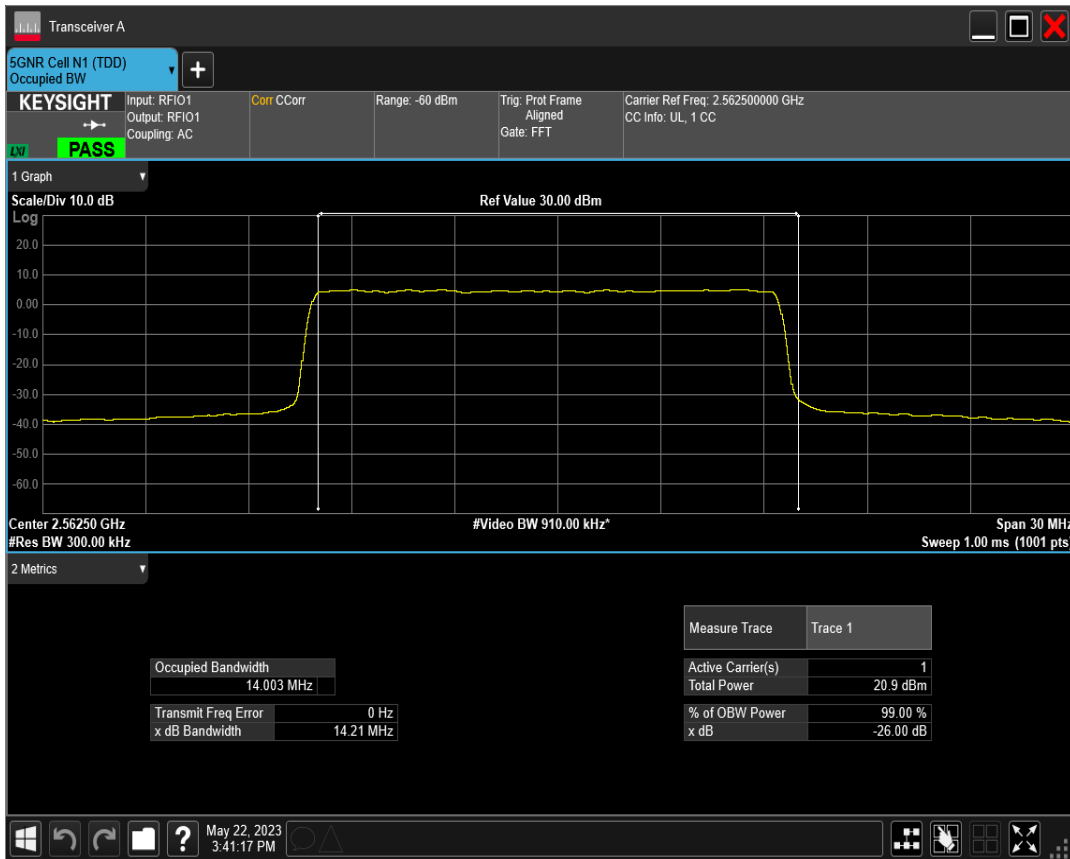 Transceiver A
5GNR Cell N1 (TDD)
Occupied BW
+
KEYSIGHT
LXI
PASS
Input: RFIO1
Output: RFIO1
Coupling: AC
Corr CCorr
Range: -60 dBm
Trig: Prot Frame
Aligned
Gate: FFT
Carrier Ref Freq: 2.562500000 GHz
CC Info: UL, 1 CC
1 Graph
Scale/Div 10.0 dB
Ref Value 30.00 dBm
Log
20.0
10.0
0.00
-10.0
-20.0
-30.0
-40.0
-50.0
-60.0
Center 2.56250 GHz
#Video BW 910.00 kHz*
Span 30 MHz
#Res BW 300.00 kHz
Sweep 1.00 ms (1001 pts)
2 Metrics
Measure Trace Trace 1
Occupied Bandwidth
14.003 MHz
Active Carrier(s) 1
Total Power 20.9 dBm
Transmit Freq Error 0 Hz
x dB Bandwidth 14.21 MHz
% of OBW Power 99.00 %
x dB -26.00 dB
?
May 22, 2023
3:41:17 PM